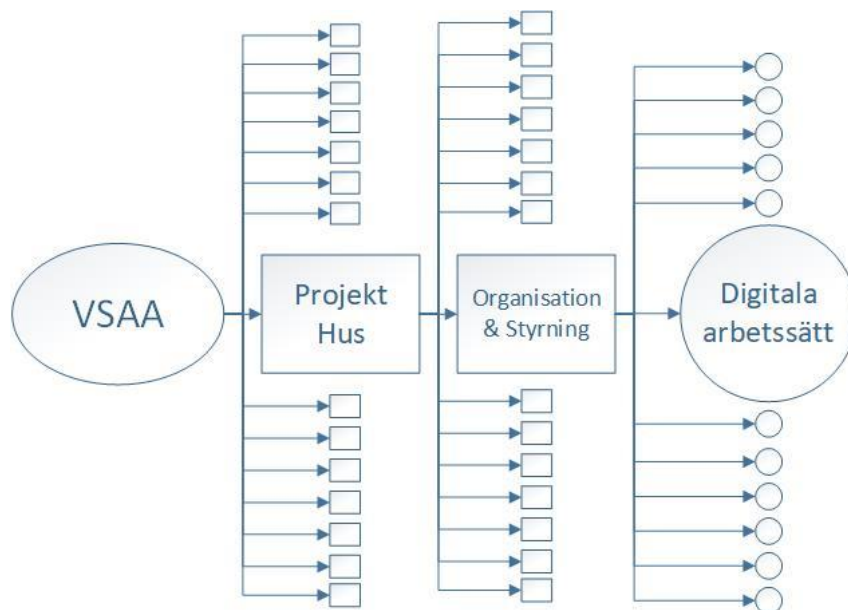 VSAA
Projekt
Hus
Organisation
& Styrning
Digitala
arbetssätt